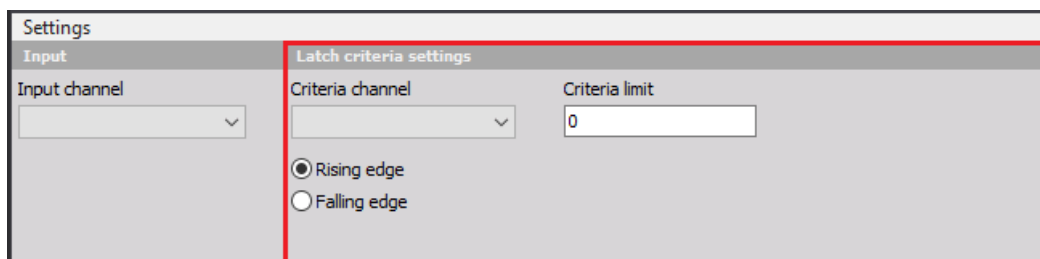 Settings
Input
Latch criteria settings
Input channel
Criteria channel
Criteria limit
0
Rising edge
Falling edge